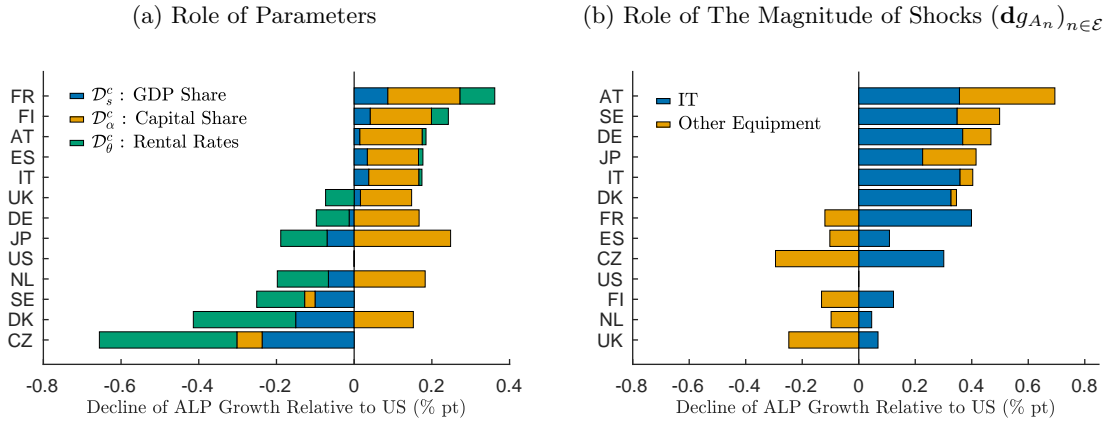 (a) Role of Parameters
𝒟ₛᶜ : GDP Share
𝒟_αᶜ : Capital Share
𝒟_θᶜ : Rental Rates
FR
FI
AT
ES
IT
UK
DE
JP
US
NL
SE
DK
CZ
-0.8 -0.6 -0.4 -0.2 0 0.2 0.4
Decline of ALP Growth Relative to US (% pt)
(b) Role of The Magnitude of Shocks (𝐝g_{A_n})_{n∈ℰ}
IT
Other Equipment
AT
SE
DE
JP
IT
DK
FR
ES
CZ
US
FI
NL
UK
-0.8 -0.6 -0.4 -0.2 0 0.2 0.4 0.6 0.8
Decline of ALP Growth Relative to US (% pt)